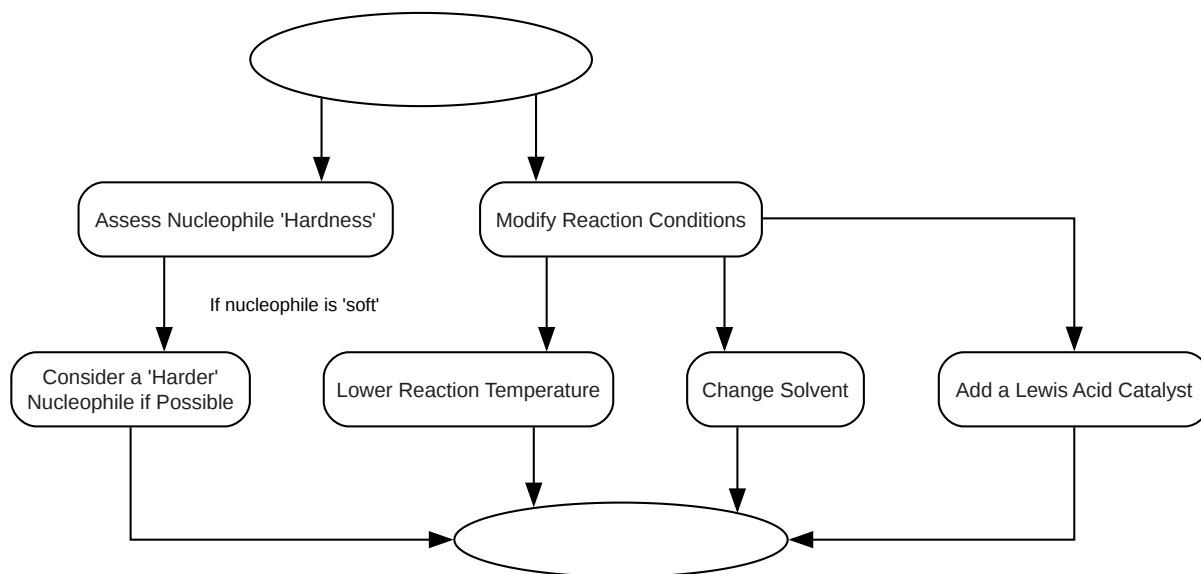 Assess Nucleophile 'Hardness'
Modify Reaction Conditions
If nucleophile is 'soft'
Consider a 'Harder'
Nucleophile if Possible
Lower Reaction Temperature
Change Solvent
Add a Lewis Acid Catalyst